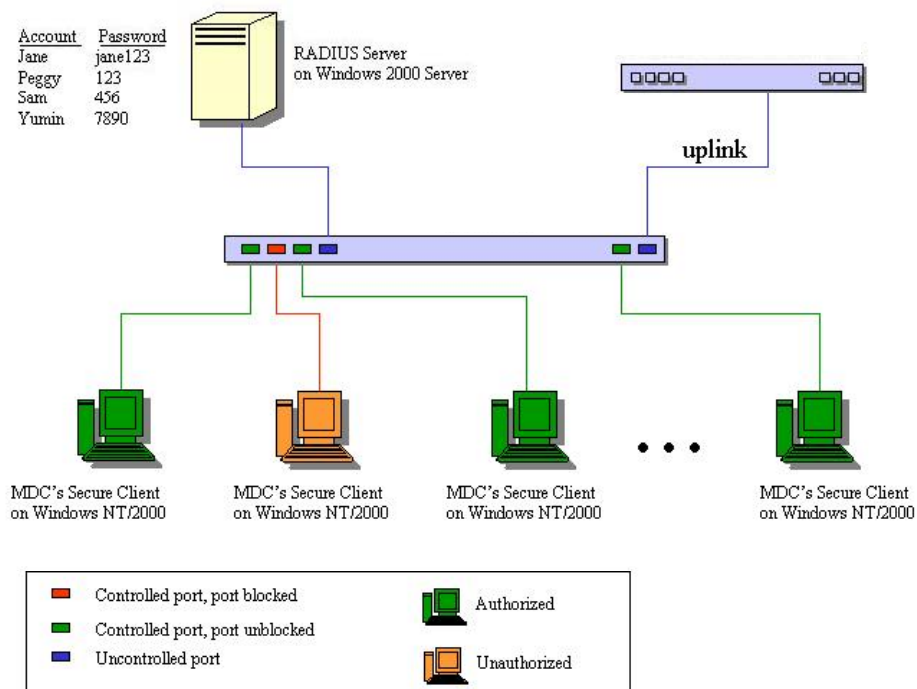 Account Password
Jane jane123
Peggy 123
Sam 456
Yumin 7890
RADIUS Server
on Windows 2000 Server
uplink
MDC's Secure Client
on Windows NT/2000
MDC's Secure Client
on Windows NT/2000
MDC's Secure Client
on Windows NT/2000
MDC's Secure Client
on Windows NT/2000
Controlled port, port blocked
Controlled port, port unblocked
Uncontrolled port
Authorized
Unauthorized